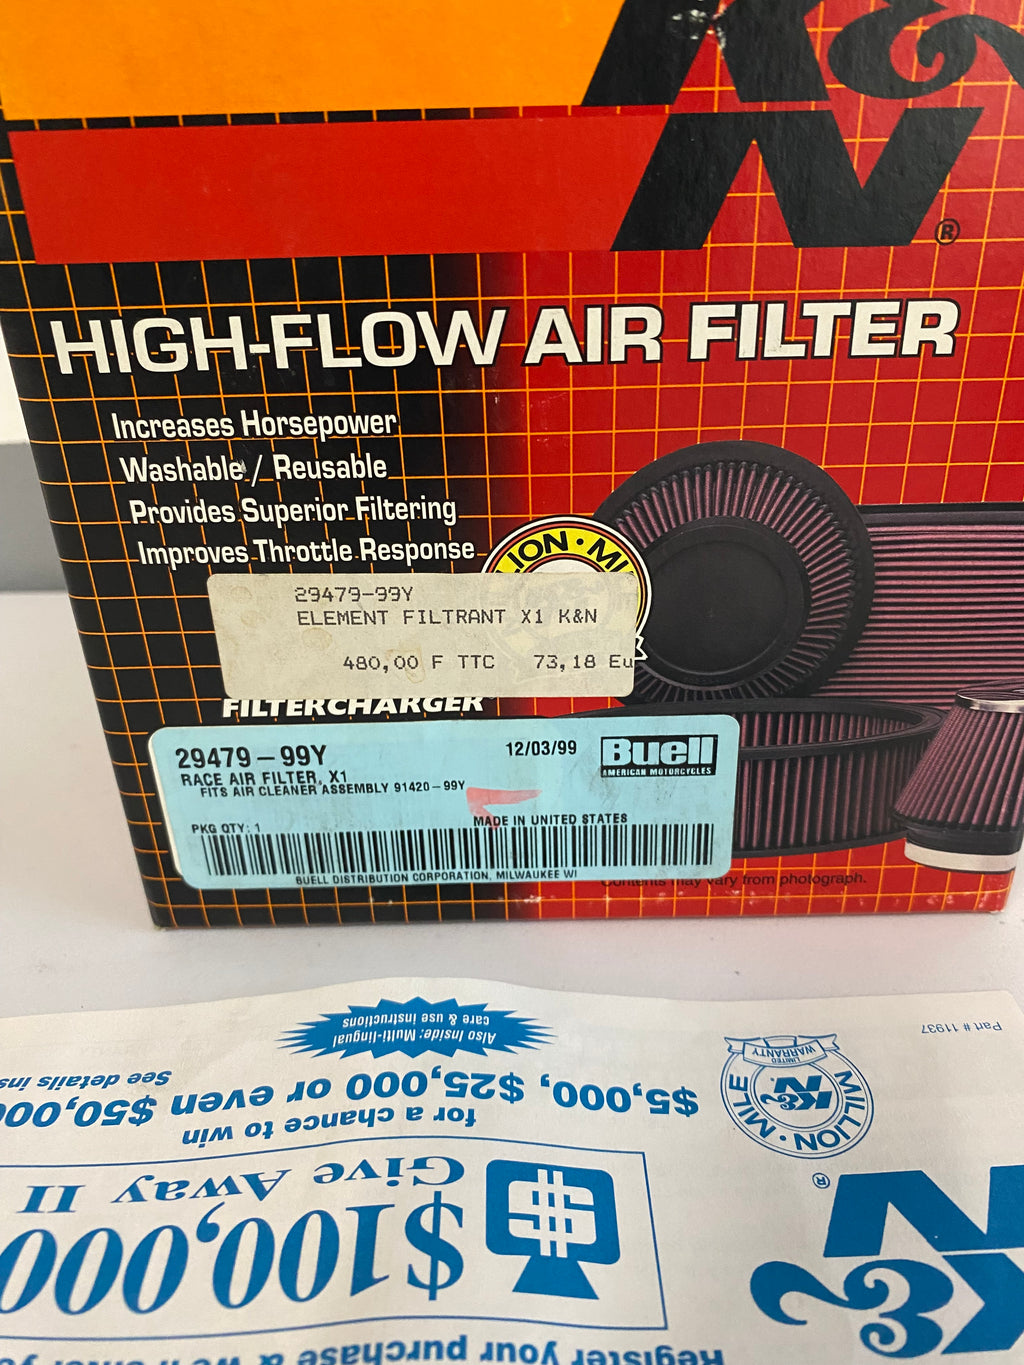 K&
N®
HIGH-FLOW AIR FILTER
Increases Horsepower
Washable / Reusable
Provides Superior Filtering
Improves Throttle Response
LION • MI
29479-99Y
ELEMENT FILTRANT X1 K&N
480,00 F TTC 73,18 Eu
FILTERCHARGER
29479-99Y 12/03/99 Buell
AMERICAN MOTORCYCLES
RACE AIR FILTER, X1
FITS AIR CLEANER ASSEMBLY 91420-99Y
MADE IN UNITED STATES
PKG QTY: 1
BUELL DISTRIBUTION CORPORATION, MILWAUKEE WI
Contents may vary from photograph.
Register your purchase &
$100,000
Give Away II
for a chance to win
$5,000, $25,000 or even $50,000
See details
Also Inside: Multi-lingual
care & use instructions
K&N®
MILLION • MILE
K&N
LIMITED
WARRANTY
Part # 11937